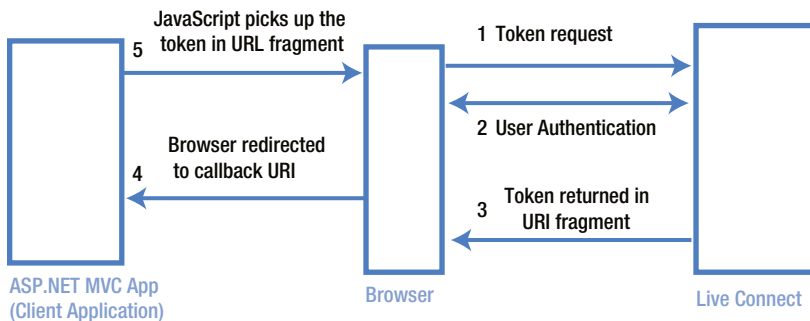 JavaScript picks up the
5 token in URL fragment
1 Token request
2 User Authentication
Browser redirected
4 to callback URI
Token returned in
3 URI fragment
ASP.NET MVC App
(Client Application)
Browser
Live Connect